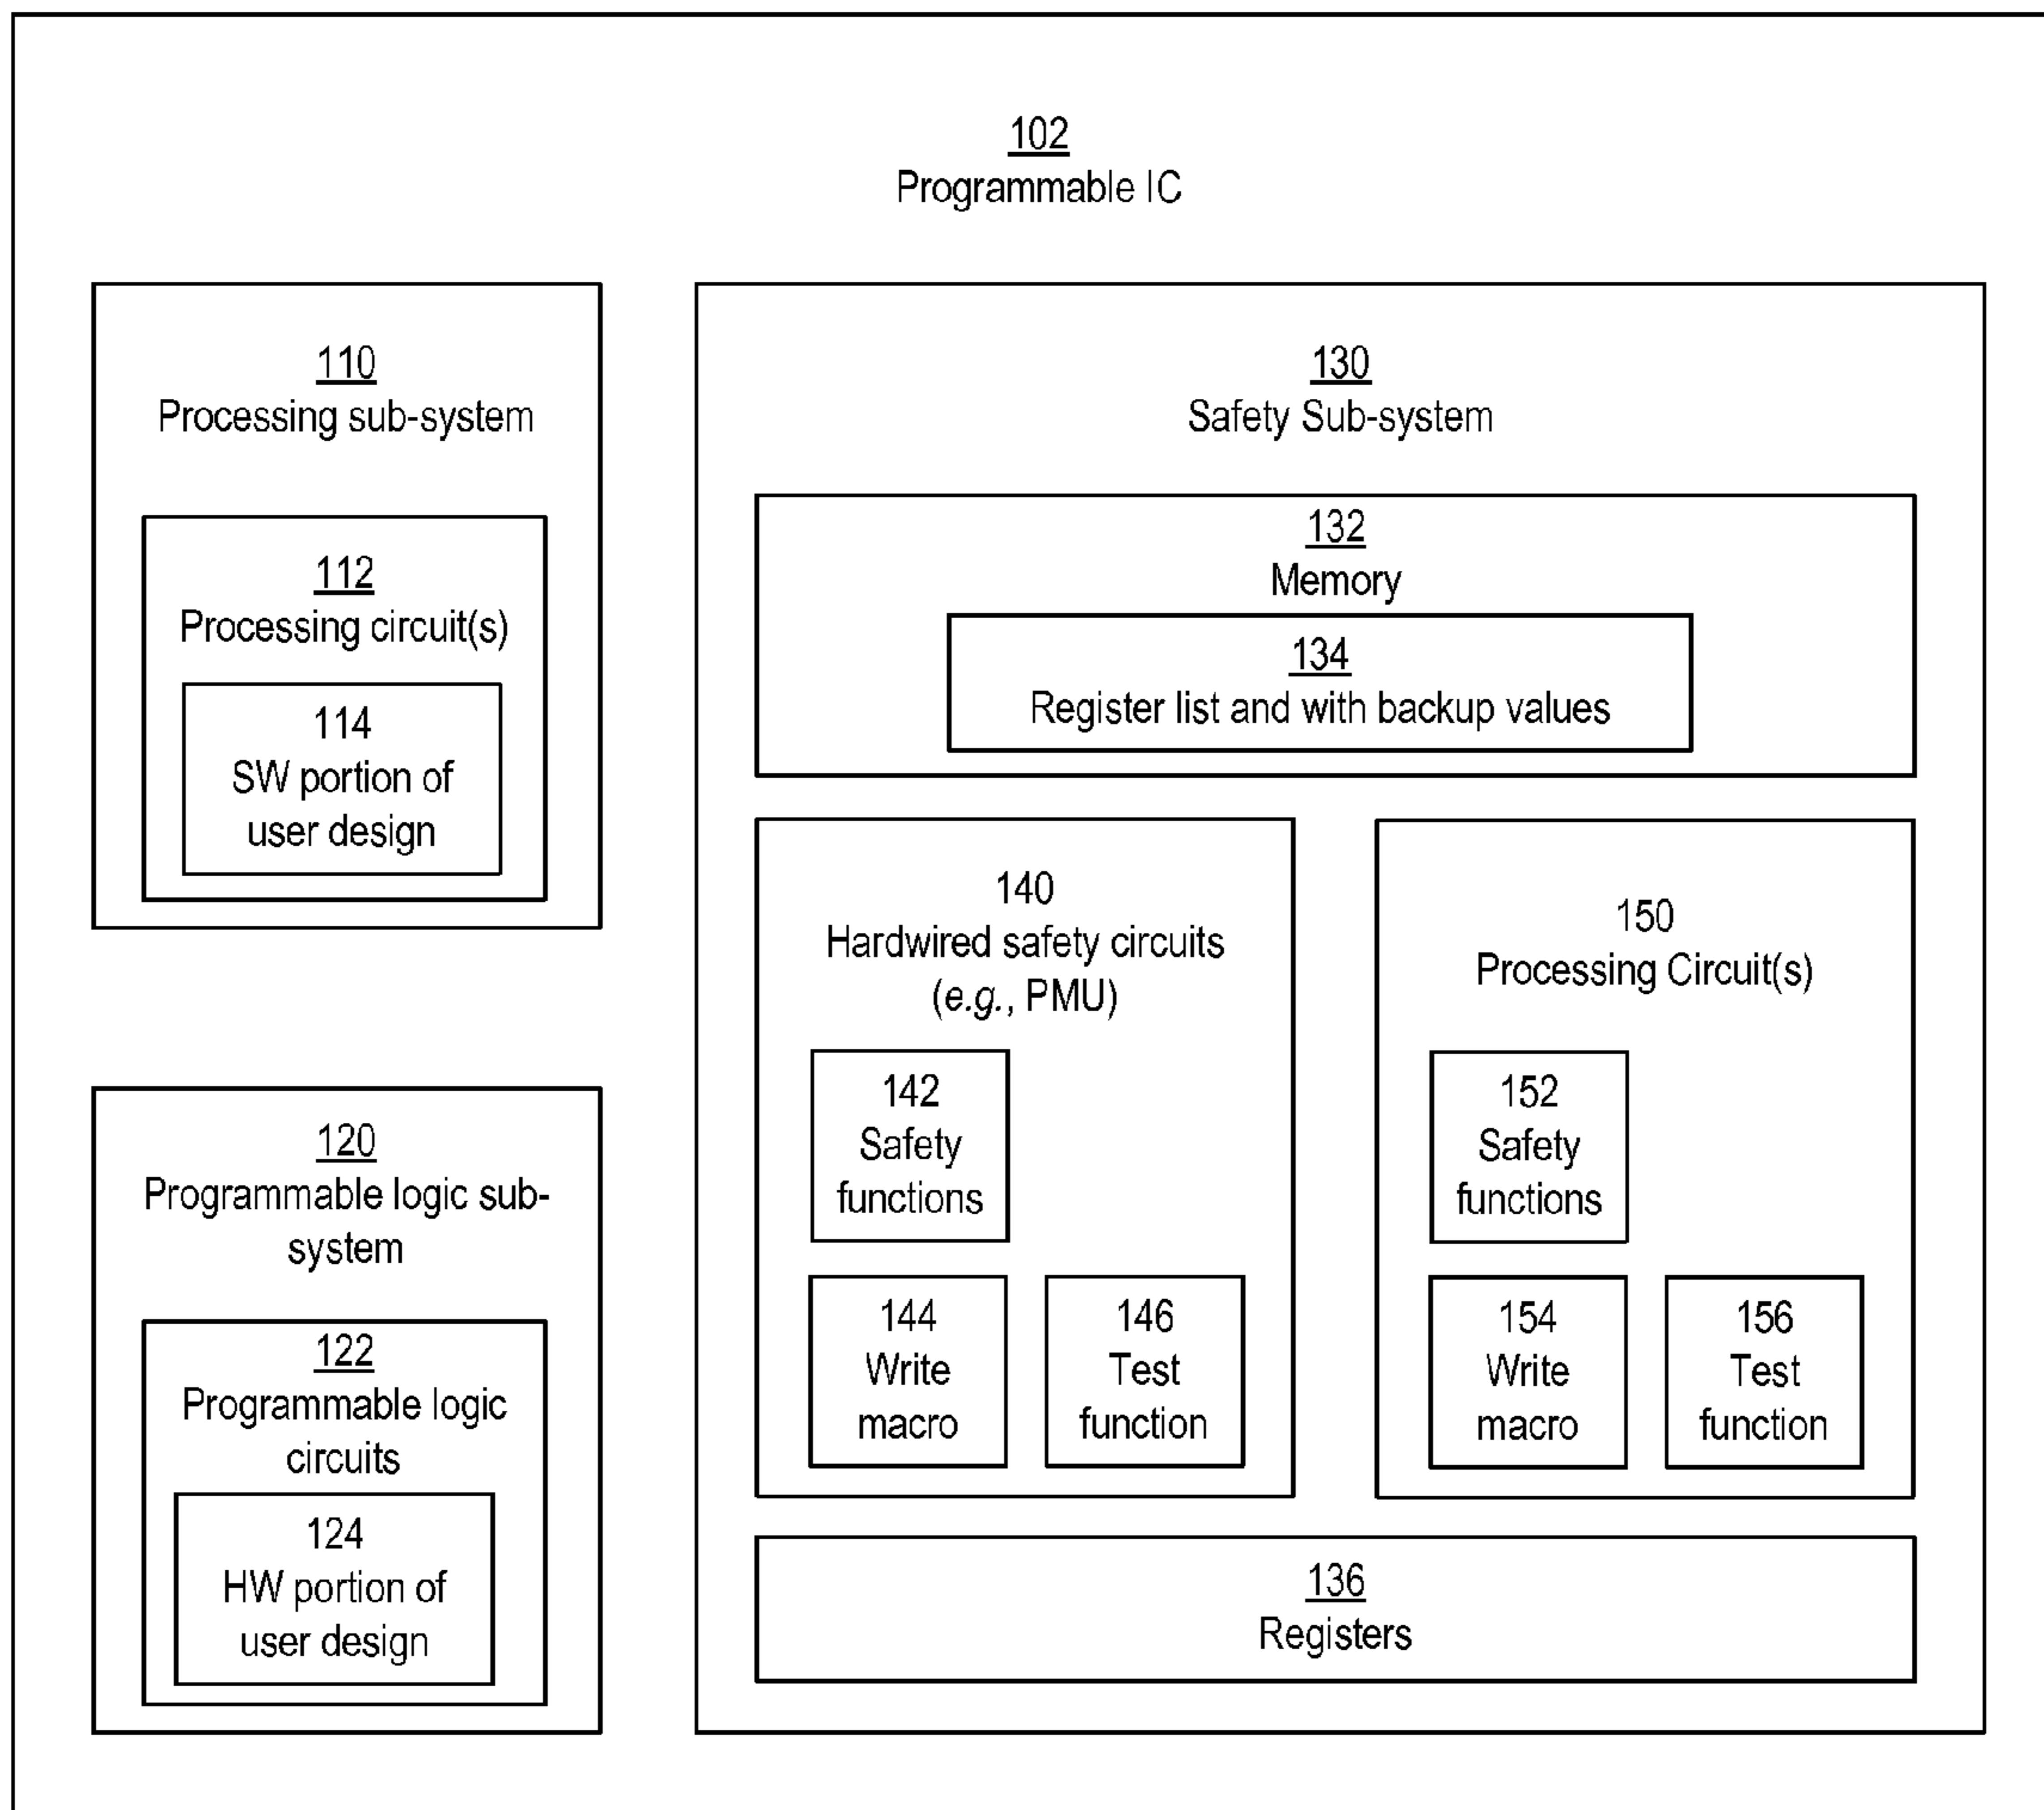 102
Programmable IC
110
Processing sub-system
112
Processing circuit(s)
114
SW portion of
user design
120
Programmable logic sub-
system
122
Programmable logic
circuits
124
HW portion of
user design
130
Safety Sub-system
132
Memory
134
Register list and with backup values
140
Hardwired safety circuits
(e.g., PMU)
142
Safety
functions
144
Write
macro
146
Test
function
150
Processing Circuit(s)
152
Safety
functions
154
Write
macro
156
Test
function
136
Registers